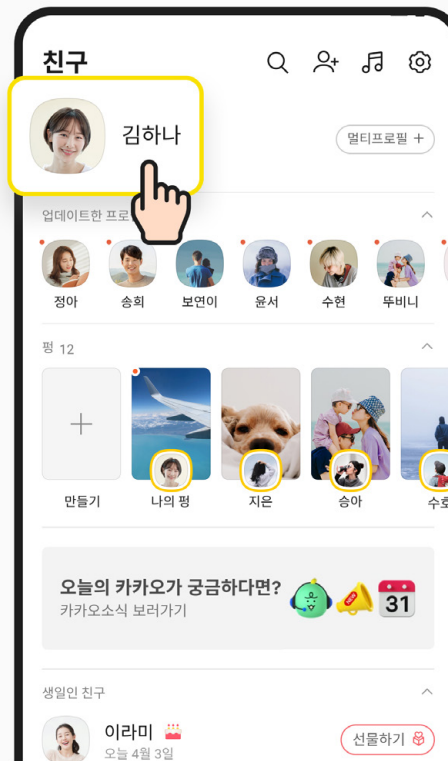 친구
김하나
멀티프로필 +
업데이트한 프로
정아
송희
보연이
윤서
수현
뚜비니
펑 12
만들기
나의 펑
지은
승아
수호
오늘의 카카오가 궁금하다면?
카카오소식 보러가기
31
생일인 친구
이라미
오늘 4월 3일
선물하기